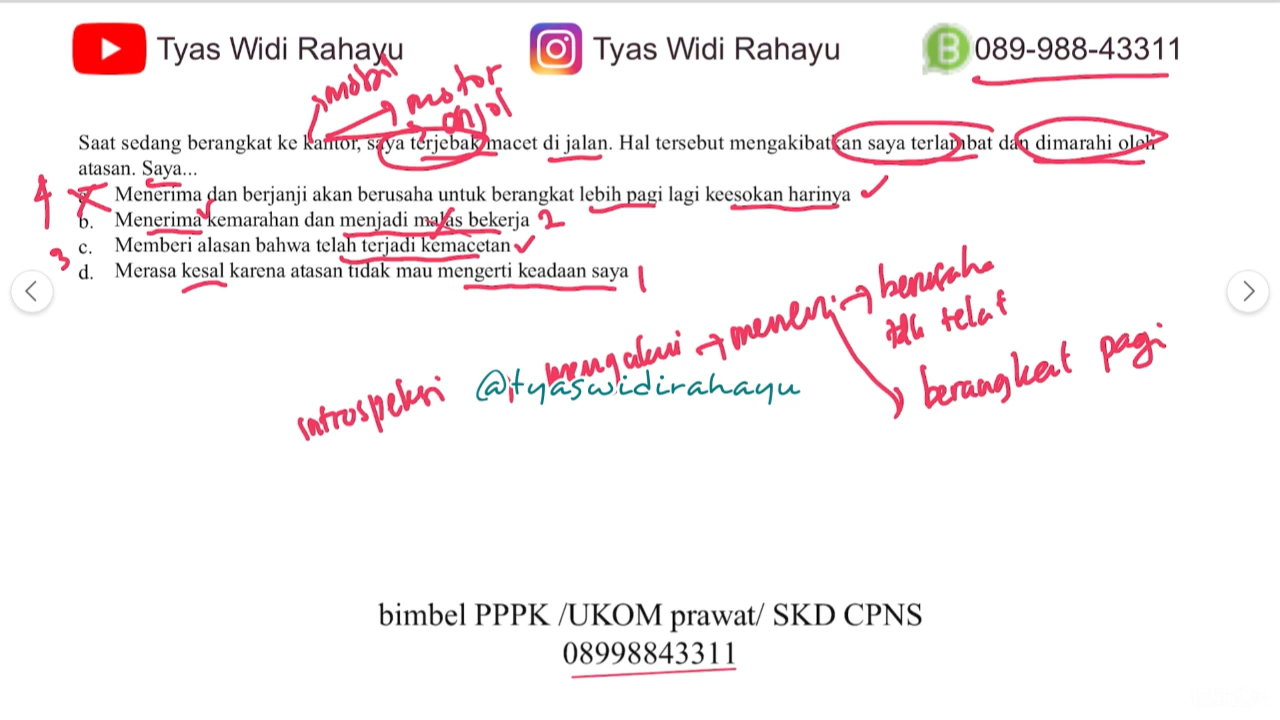 Tyas Widi Rahayu Tyas Widi Rahayu 089-988-43311
mobil
motor
ojol
Saat sedang berangkat ke kantor, saya terjebak macet di jalan. Hal tersebut mengakibatkan saya terlambat dan dimarahi oleh
atasan. Saya...
4 Menerima dan berjanji akan berusaha untuk berangkat lebih pagi lagi keesokan harinya
b. Menerima kemarahan dan menjadi malas bekerja 2
3 c. Memberi alasan bahwa telah terjadi kemacetan
d. Merasa kesal karena atasan tidak mau mengerti keadaan saya 1
introspeksi mengakui → → berusaha
telat
berangkat pagi
@tyaswidirahayu
bimbel PPPK /UKOM prawat/ SKD CPNS
08998843311